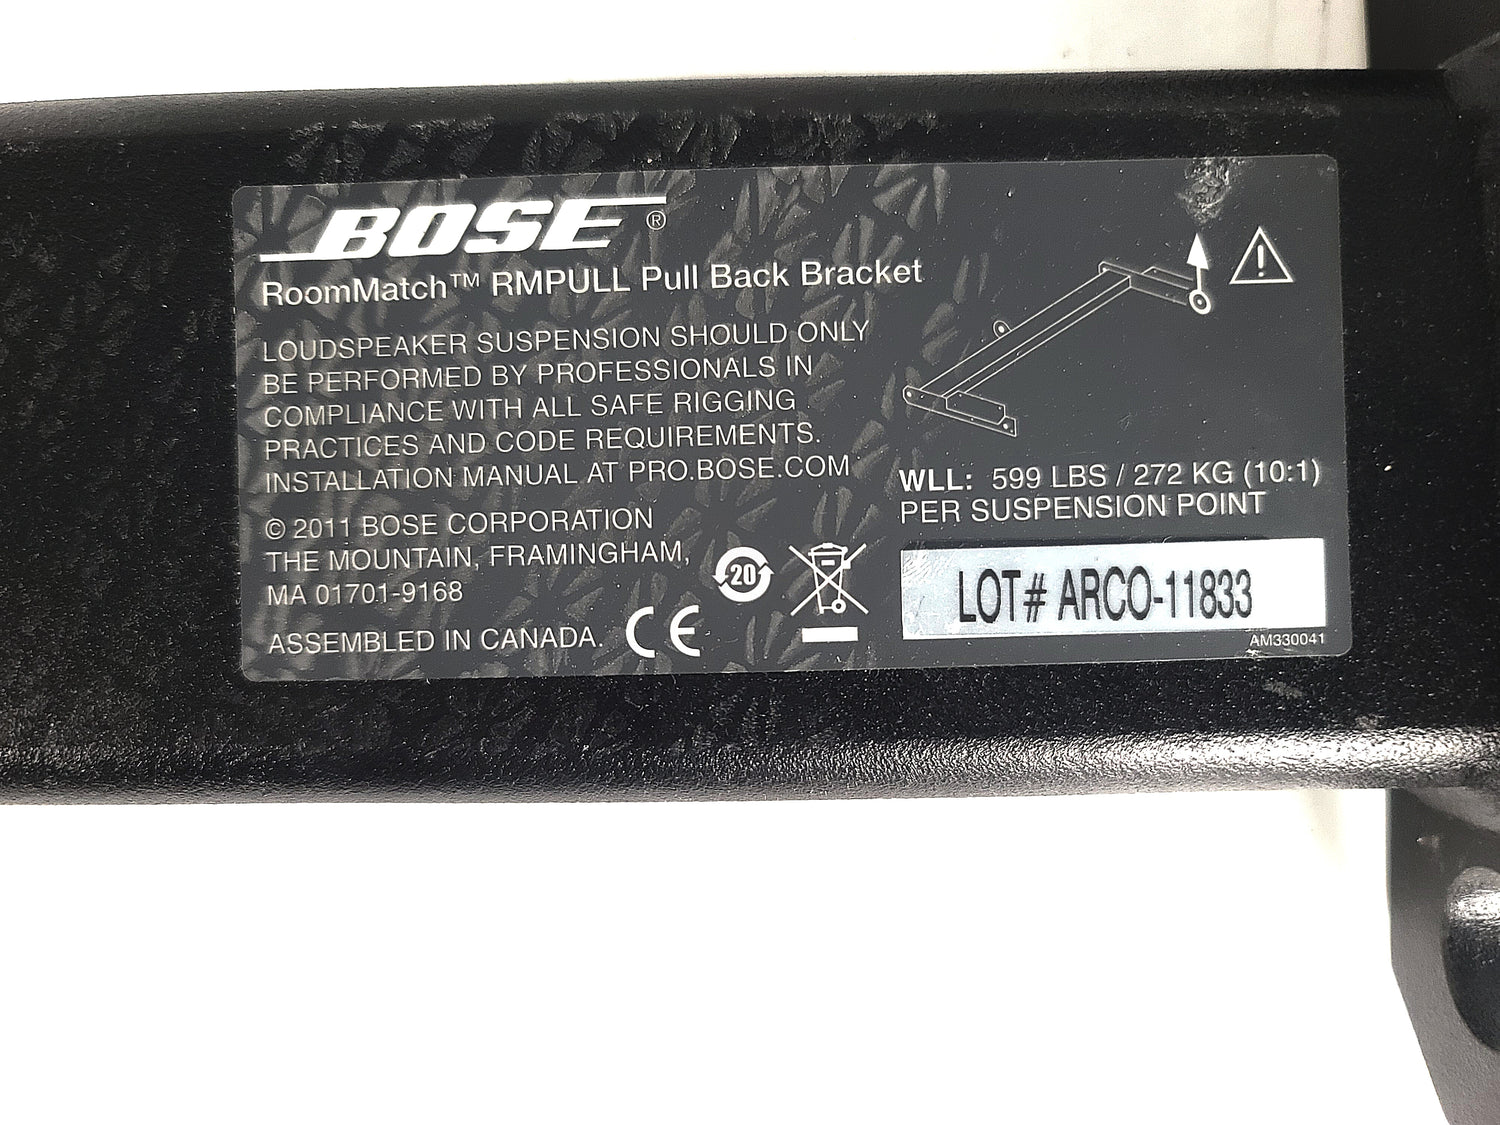 BOSE®
RoomMatch™ RMPULL Pull Back Bracket
LOUDSPEAKER SUSPENSION SHOULD ONLY
BE PERFORMED BY PROFESSIONALS IN
COMPLIANCE WITH ALL SAFE RIGGING
PRACTICES AND CODE REQUIREMENTS.
INSTALLATION MANUAL AT PRO.BOSE.COM
© 2011 BOSE CORPORATION
THE MOUNTAIN, FRAMINGHAM,
MA 01701-9168
ASSEMBLED IN CANADA.
CE
20
!
WLL: 599 LBS / 272 KG (10:1)
PER SUSPENSION POINT
LOT# ARCO-11833
AM330041